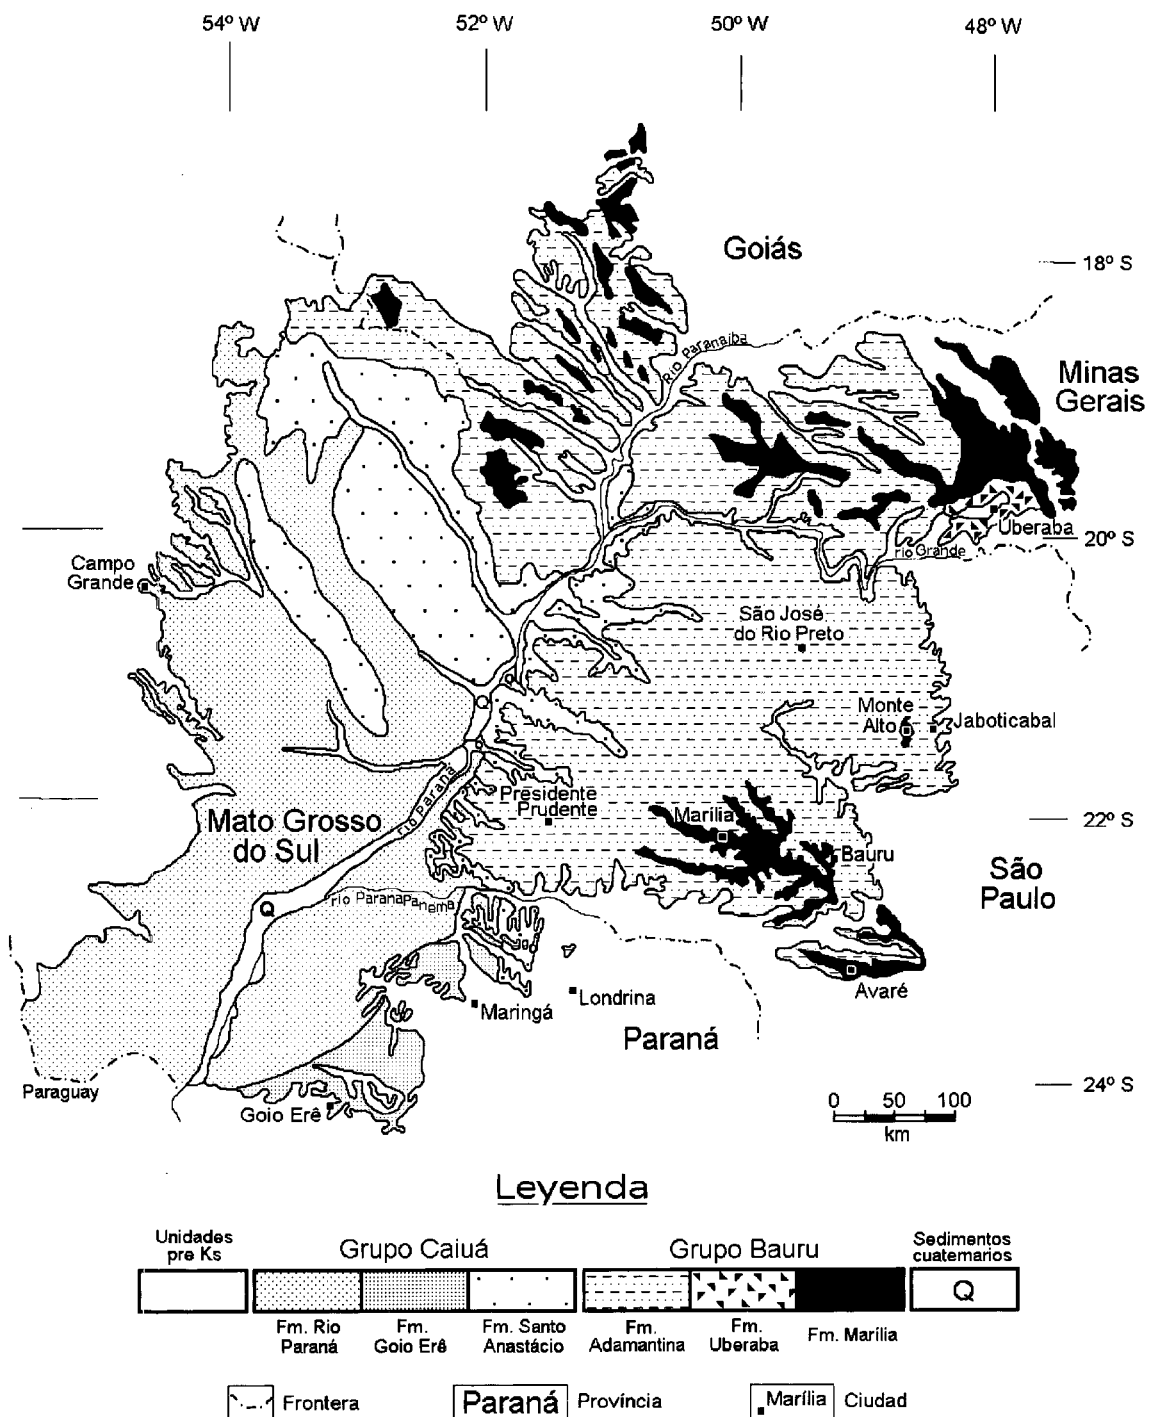 54º W
52º W
50º W
48º W
Goiás
18º S
Rio Paranaiba
Minas
Gerais
Uberaba
20º S
rio Grande
Campo
Grande
São José
do Rio Preto
Monte
Alto
Jaboticabal
Q
Q
rio Paraná
Presidente
Prudente
Marília
22º S
Mato Grosso
do Sul
Bauru
São
Paulo
rio Paranapanama
Q
Avaré
Maringá
Londrina
Paraná
Paraguay
24º S
Goio Erê
0 50 100
km
Leyenda
Unidades
pre Ks
Grupo Caiuá
Grupo Bauru
Sedimentos
cuaternarios
Q
Fm. Rio
Paraná
Fm.
Goio Erê
Fm. Santo
Anastácio
Fm.
Adamantina
Fm.
Uberaba
Fm. Marília
Frontera
Paraná
Província
Marília
Ciudad